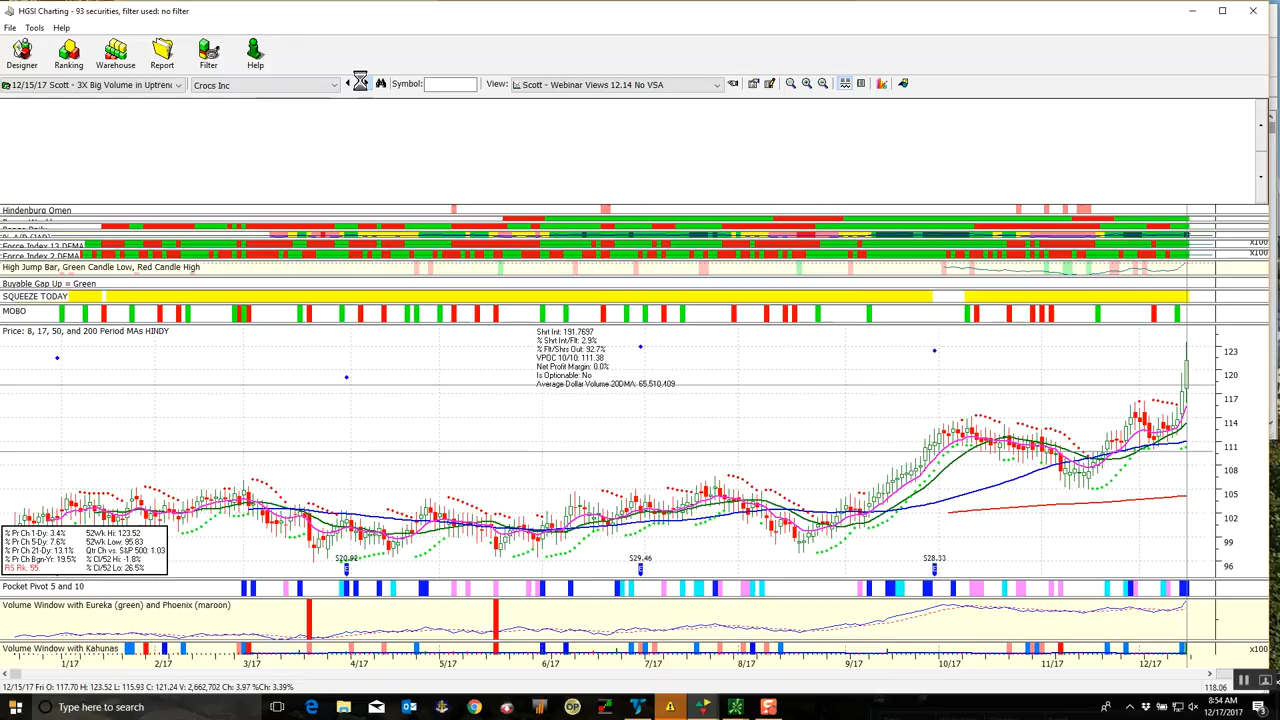 HGSI Charting - 93 securities, filter used: no filter
File Tools Help
Designer Ranking Warehouse Report Filter Help
12/15/17 Scott - 3X Big Volume in Uptren Crocs Inc Symbol: View: Scott - Webinar Views 12.14 No VSA
Hindenburg Omen
Force Index 13 DEMA x100
Force Index 2 DEMA x100
High Jump Bar, Green Candle Low, Red Candle High
Buyable Gap Up = Green
SQUEEZE TODAY
MOBO
Price: 8, 17, 50, and 200 Period MAs HINDY
Shrt Int: 191.7697
% Shrt Int/Flt: 2.9%
% Flt/Shrs Out: 92.7%
VPOC 10/10: 111.38
Net Profit Margin: 0.0%
Is Optionable: No
Average Dollar Volume 20DMA: 65,510,409
123
120
117
114
111
108
105
102
99
96
% Pr Ch 1-Dy: 3.4% 52Wk Hi: 123.52
% Pr Ch 5-Dy: 7.6% 52Wk Low: 95.83
% Pr Ch 21-Dy: 13.1% Qtr Ch vs. S&P 500: 1.03
% Pr Ch Bgn-Yr: 19.5% % Cl/52 Hi: -1.8%
RS Rk: 55 % Cl/52 Lo: 26.5%
$29.46 $28.33
E E E
Pocket Pivot 5 and 10
Volume Window with Eureka (green) and Phoenix (maroon)
Volume Window with Kahunas x100
1/17 2/17 3/17 4/17 5/17 6/17 7/17 8/17 9/17 10/17 11/17 12/17
12/15/17 Fri O: 117.70 H: 123.52 L: 115.93 C: 121.24 V: 2,662,702 Ch: 3.97 %Ch: 3.39% 118.06
Type here to search
8:54 AM
12/17/2017